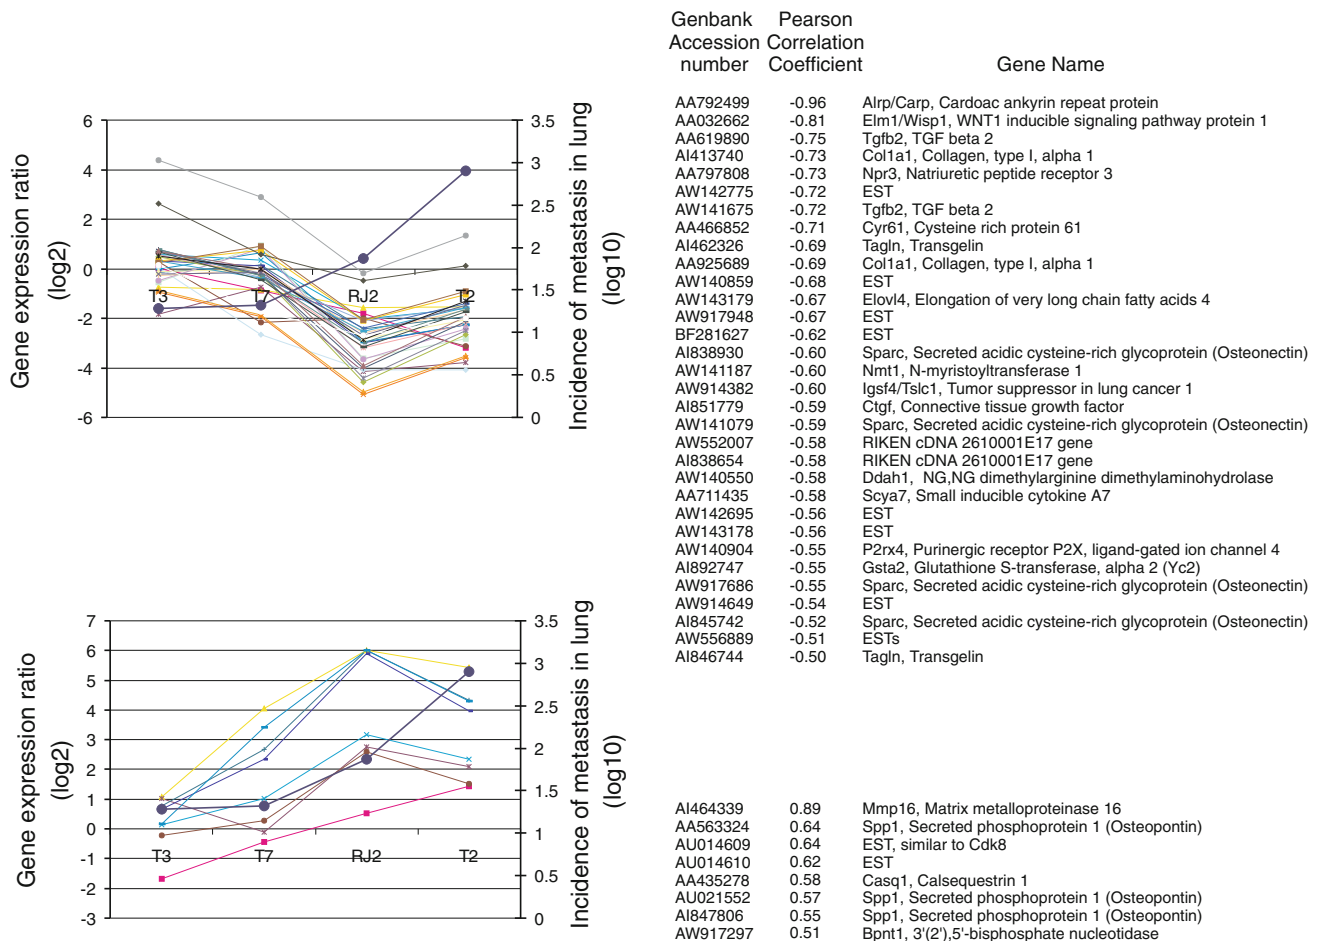 Genbank Accession number
Pearson Correlation Coefficient
Gene Name
Gene expression ratio (log2)
6
4
2
0
-2
-4
-6
T3
T7
RJ2
T2
3.5
3
2.5
2
1.5
1
0.5
0
Incidence of metastasis in lung (log10)
AA792499 -0.96 Alrp/Carp, Cardoac ankyrin repeat protein
AA032662 -0.81 Elm1/Wisp1, WNT1 inducible signaling pathway protein 1
AA619890 -0.75 Tgfb2, TGF beta 2
AI413740 -0.73 Col1a1, Collagen, type I, alpha 1
AA797808 -0.73 Npr3, Natriuretic peptide receptor 3
AW142775 -0.72 EST
AW141675 -0.72 Tgfb2, TGF beta 2
AA466852 -0.71 Cyr61, Cysteine rich protein 61
AI462326 -0.69 Tagln, Transgelin
AA925689 -0.69 Col1a1, Collagen, type I, alpha 1
AW140859 -0.68 EST
AW143179 -0.67 Elovl4, Elongation of very long chain fatty acids 4
AW917948 -0.67 EST
BF281627 -0.62 EST
AI838930 -0.60 Sparc, Secreted acidic cysteine-rich glycoprotein (Osteonectin)
AW141187 -0.60 Nmt1, N-myristoyltransferase 1
AW914382 -0.60 Igsf4/Tslc1, Tumor suppressor in lung cancer 1
AI851779 -0.59 Ctgf, Connective tissue growth factor
AW141079 -0.59 Sparc, Secreted acidic cysteine-rich glycoprotein (Osteonectin)
AW552007 -0.58 RIKEN cDNA 2610001E17 gene
AI838654 -0.58 RIKEN cDNA 2610001E17 gene
AW140550 -0.58 Ddah1, NG,NG dimethylarginine dimethylaminohydrolase
AA711435 -0.58 Scya7, Small inducible cytokine A7
AW142695 -0.56 EST
AW143178 -0.56 EST
AW140904 -0.55 P2rx4, Purinergic receptor P2X, ligand-gated ion channel 4
AI892747 -0.55 Gsta2, Glutathione S-transferase, alpha 2 (Yc2)
AW917686 -0.55 Sparc, Secreted acidic cysteine-rich glycoprotein (Osteonectin)
AW914649 -0.54 EST
AI845742 -0.52 Sparc, Secreted acidic cysteine-rich glycoprotein (Osteonectin)
AW556889 -0.51 ESTs
AI846744 -0.50 Tagln, Transgelin
Gene expression ratio (log2)
7
6
5
4
3
2
1
0
-1
-2
-3
T3
T7
RJ2
T2
3.5
3
2.5
2
1.5
1
0.5
0
Incidence of metastasis in lung (log10)
AI464339 0.89 Mmp16, Matrix metalloproteinase 16
AA563324 0.64 Spp1, Secreted phosphoprotein 1 (Osteopontin)
AU014609 0.64 EST, similar to Cdk8
AU014610 0.62 EST
AA435278 0.58 Casq1, Calsequestrin 1
AU021552 0.57 Spp1, Secreted phosphoprotein 1 (Osteopontin)
AI847806 0.55 Spp1, Secreted phosphoprotein 1 (Osteopontin)
AW917297 0.51 Bpnt1, 3'(2'),5'-bisphosphate nucleotidase